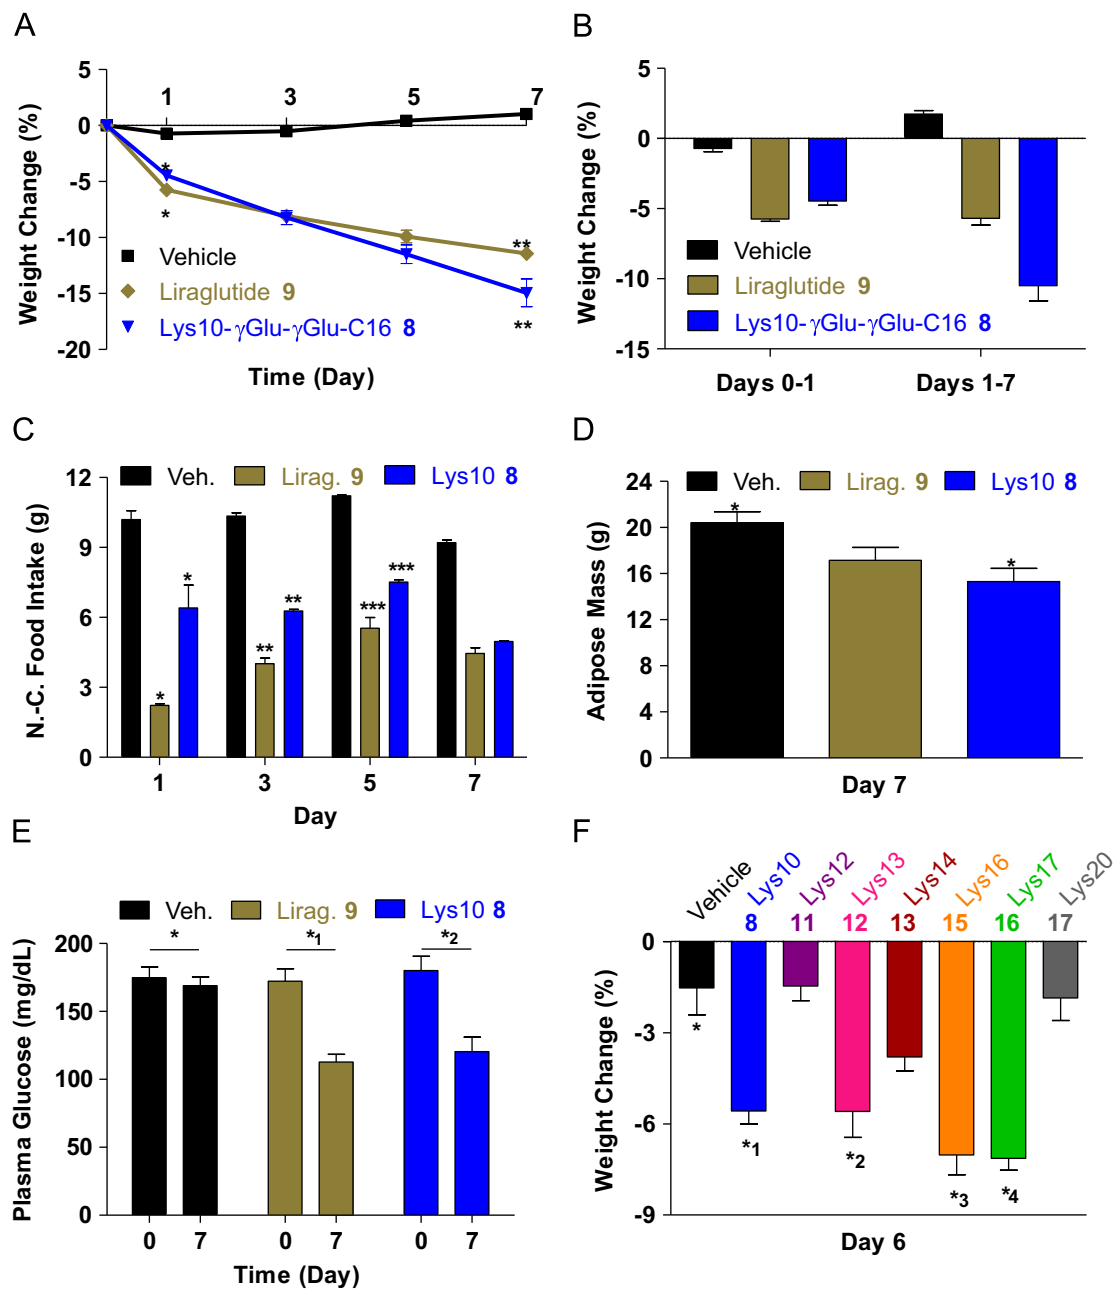 A
Weight Change (%)
5
0
-5
-10
-15
-20
1 3 5 7
*
*
**
**
Vehicle
Liraglutide 9
Lys10-γGlu-γGlu-C16 8
Time (Day)
B
Weight Change (%)
5
0
-5
-10
-15
Vehicle
Liraglutide 9
Lys10-γGlu-γGlu-C16 8
Days 0-1 Days 1-7
C
N.-C. Food Intake (g)
Veh. Lirag. 9 Lys10 8
12
9
6
3
0
* * ** ** *** ***
1 3 5 7
Day
D
Adipose Mass (g)
Veh. Lirag. 9 Lys10 8
24
20
16
12
8
4
0
* *
Day 7
E
Plasma Glucose (mg/dL)
Veh. Lirag. 9 Lys10 8
* *1 *2
200
150
100
50
0
0 7 0 7 0 7
Time (Day)
F
Weight Change (%)
Vehicle Lys10 Lys12 Lys13 Lys14 Lys16 Lys17 Lys20
8 11 12 13 15 16 17
0
-3
-6
-9
* *1 *2 *3 *4
Day 6